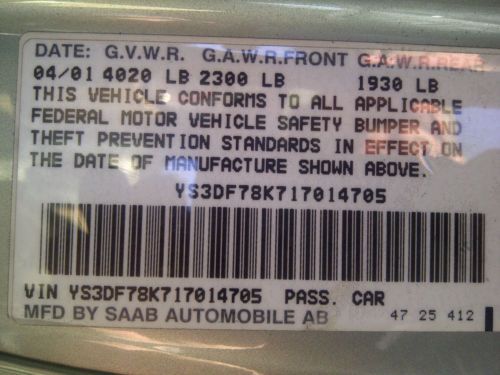 DATE: G.V.W.R. G.A.W.R.FRONT G.A.W.R.REAR
04/01 4020 LB 2300 LB 1930 LB
THIS VEHICLE CONFORMS TO ALL APPLICABLE
FEDERAL MOTOR VEHICLE SAFETY BUMPER AND
THEFT PREVENTION STANDARDS IN EFFECT ON
THE DATE OF MANUFACTURE SHOWN ABOVE.
YS3DF78K717014705
VIN YS3DF78K717014705 PASS. CAR
MFD BY SAAB AUTOMOBILE AB 47 25 412